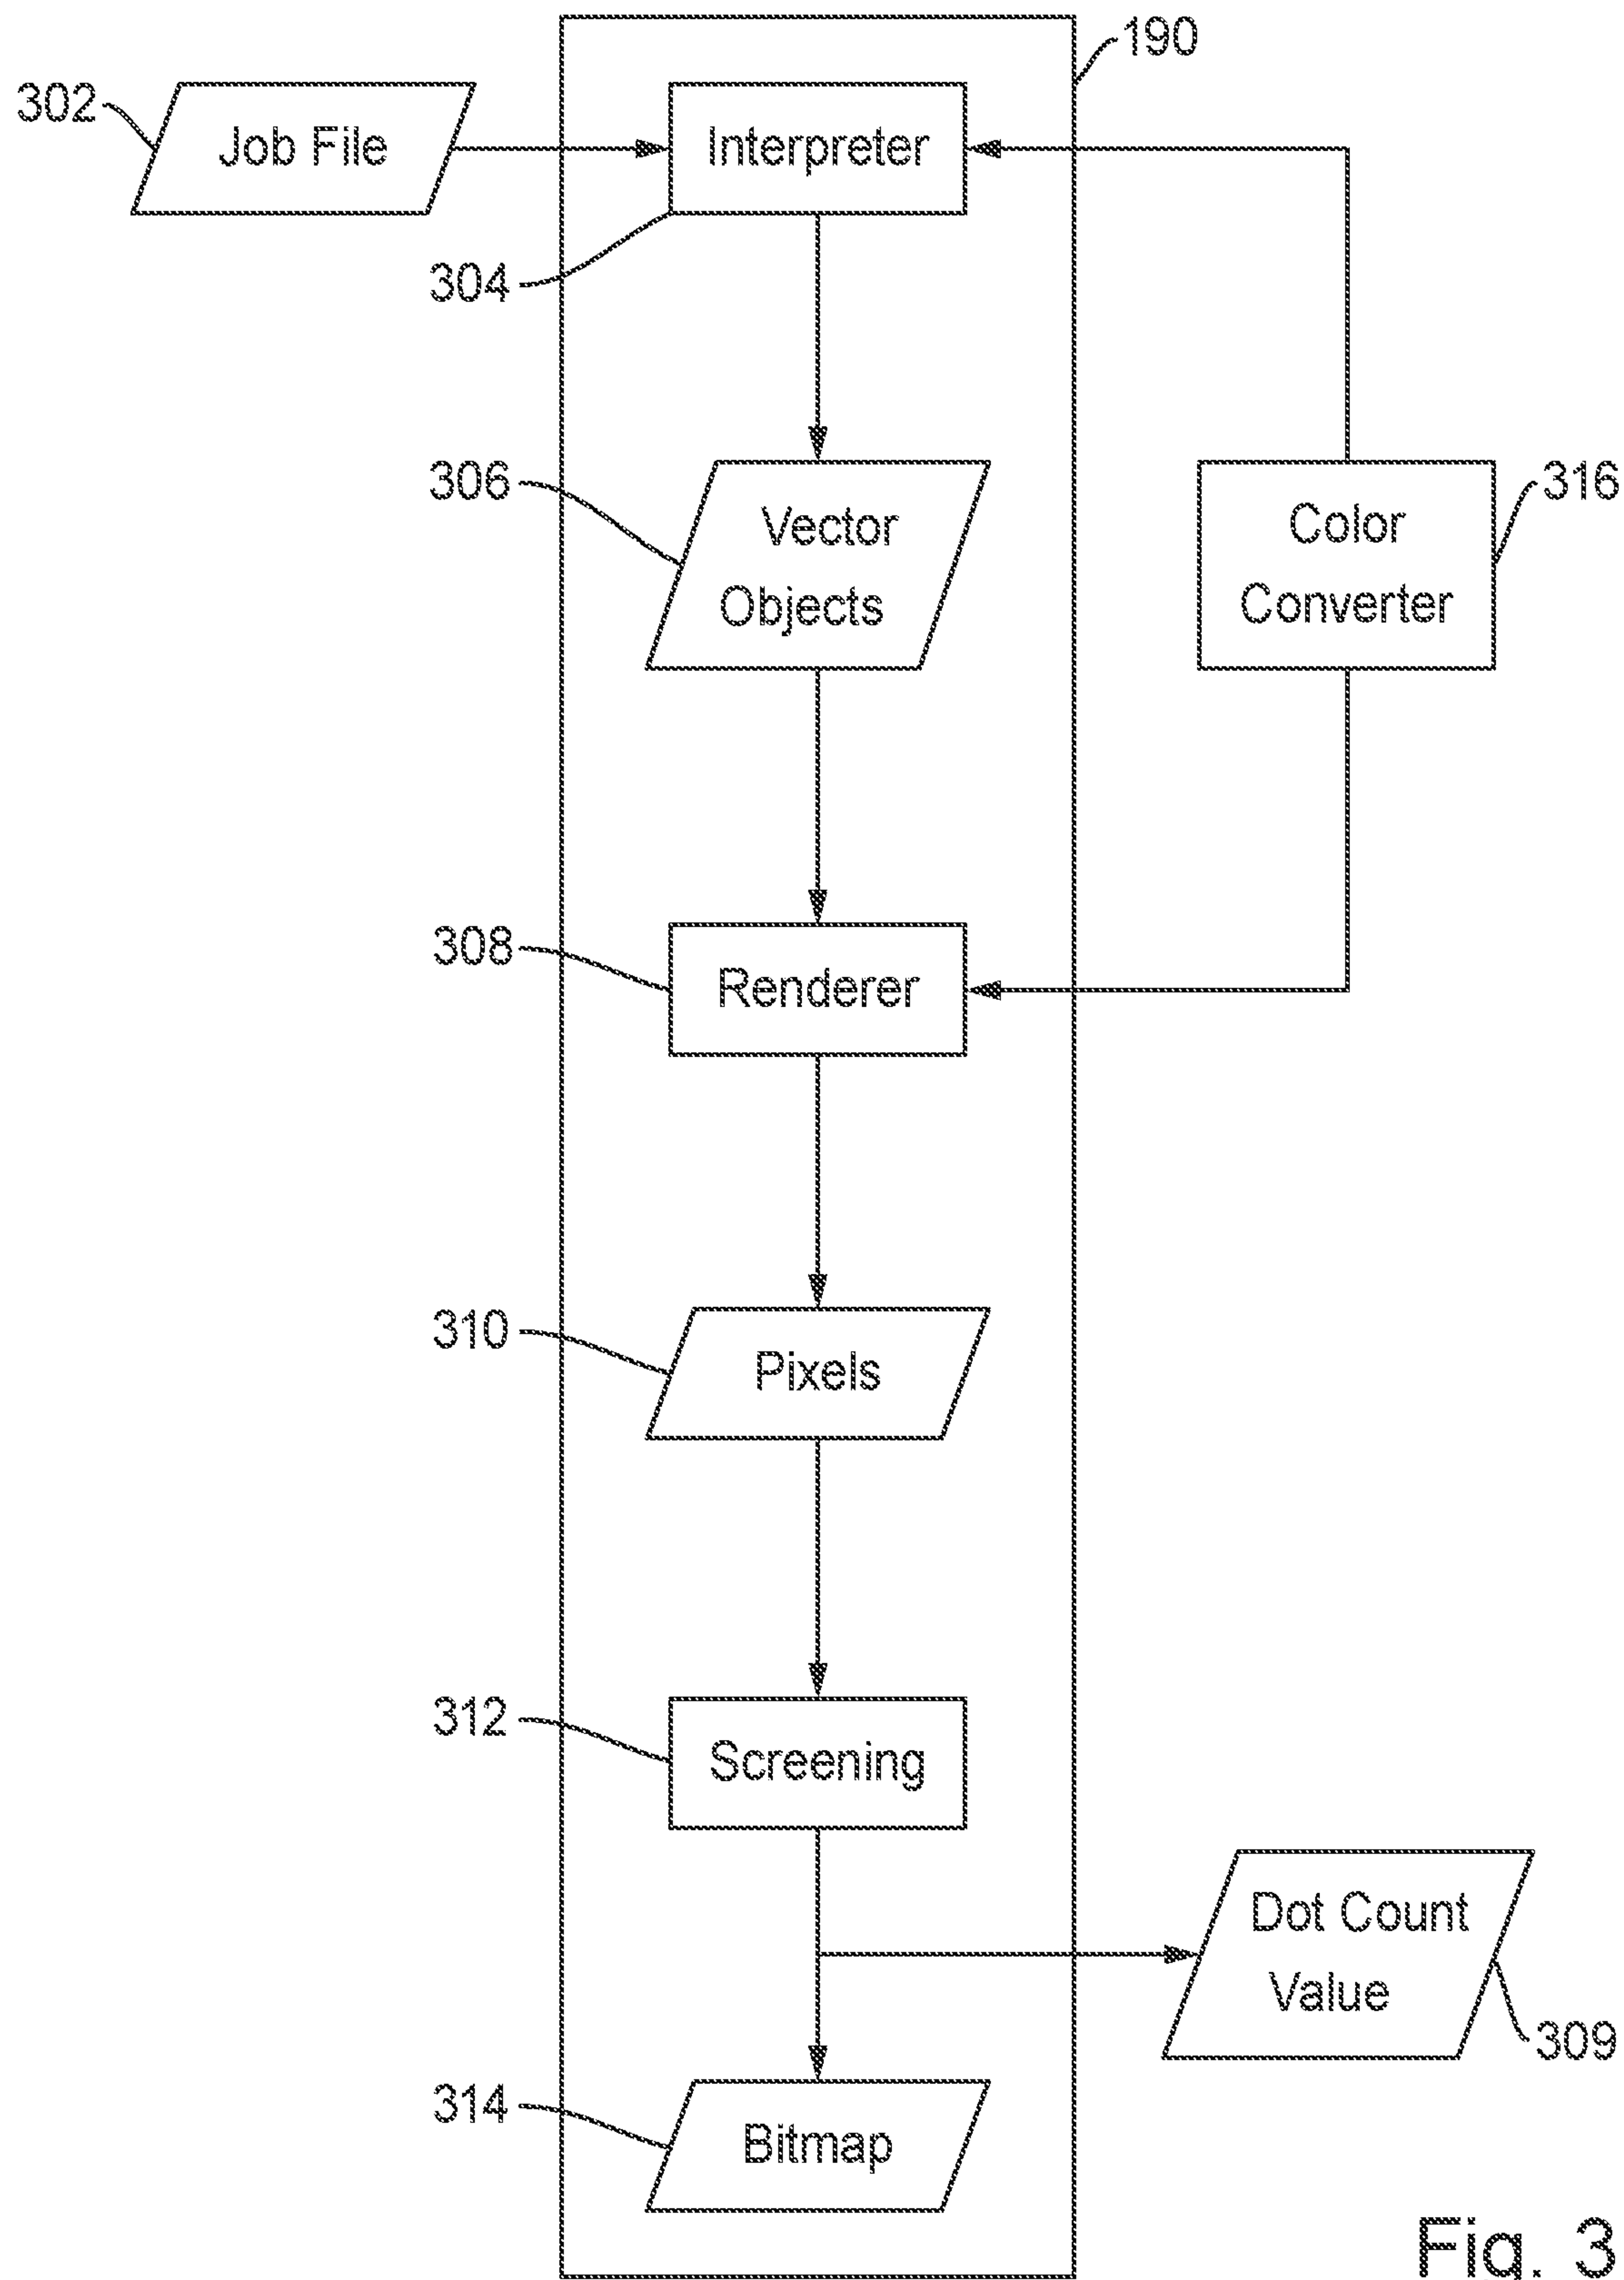 190
302
Job File
Interpreter
304
306
Vector
Objects
Color
Converter
316
308
Renderer
310
Pixels
312
Screening
Dot Count
Value
309
314
Bitmap
Fig. 3